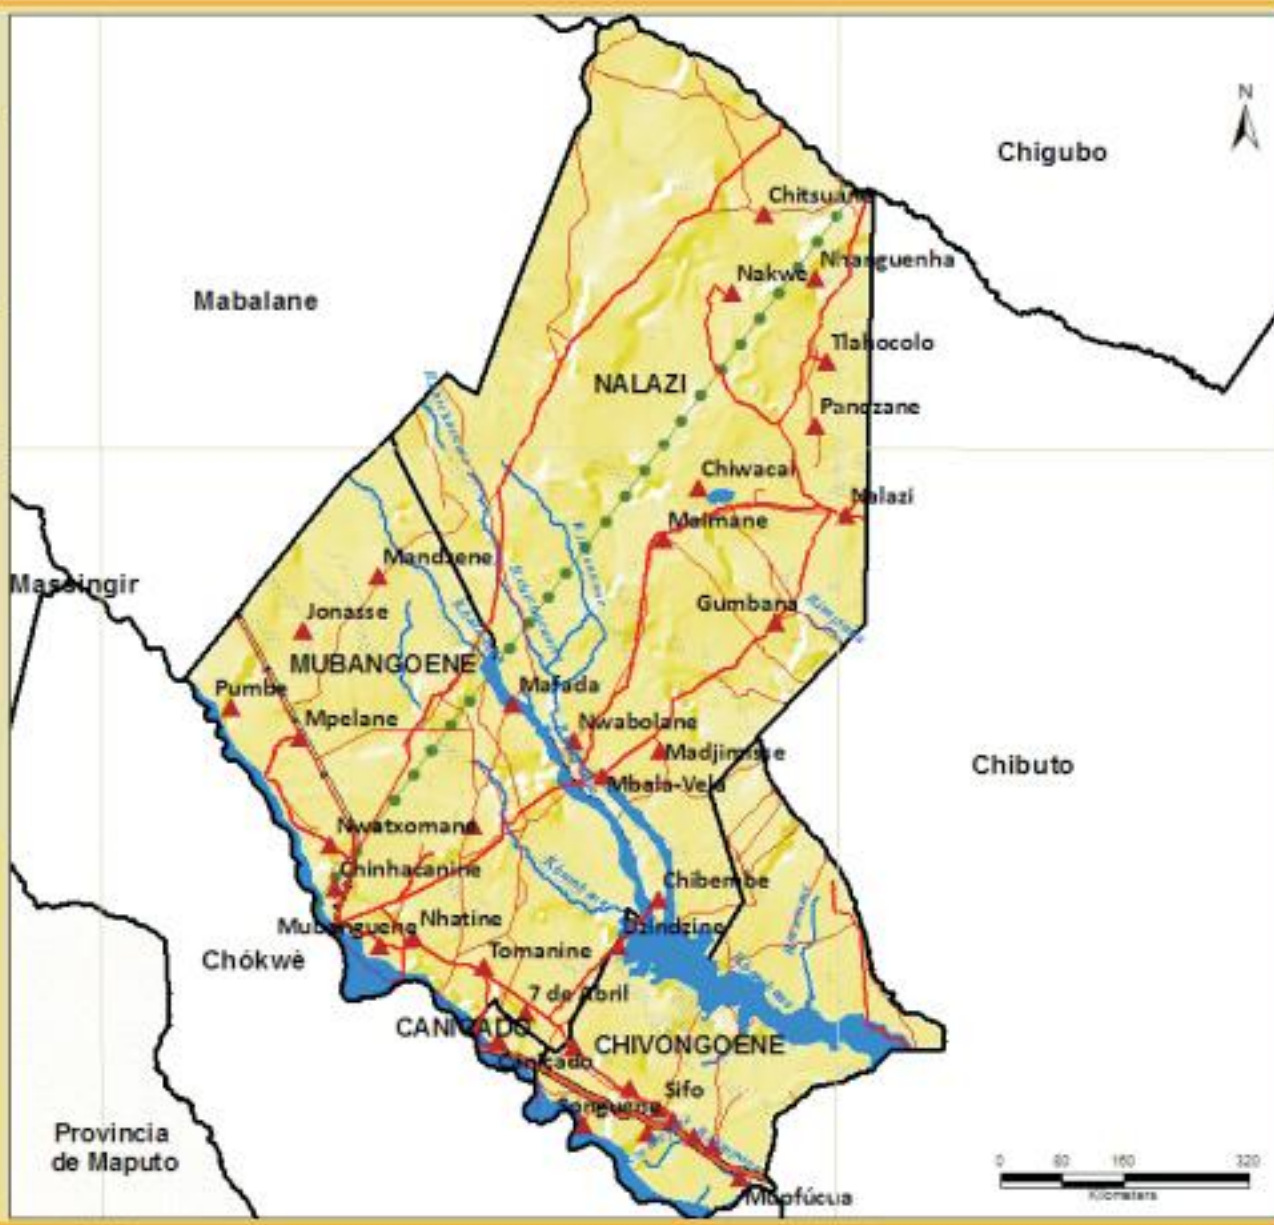 N
Chigubo
Chitsuane
Nhanguenha
Nakwe
Mabalane
Tlahocolo
NALAZI
Panozane
Chiwacai
Nalazi
Maimane
Mandzene
Massingir
Jonasse
Gumbana
MUBANGOENE
Pumbe
Mafada
Mpelane
Nwabolane
Madjimisse
Chibuto
Mbala-Vela
Nwatxomane
Chinhacanine
Chibembe
Mubanguene
Nhatine
Dzindzine
Chókwè
Tomanine
7 de Abril
CANIÇADO
CHIVONGOENE
Caniçado
Sifo
Provincia
de Maputo
0 80 160 320
Kilometers
Mupfúcua